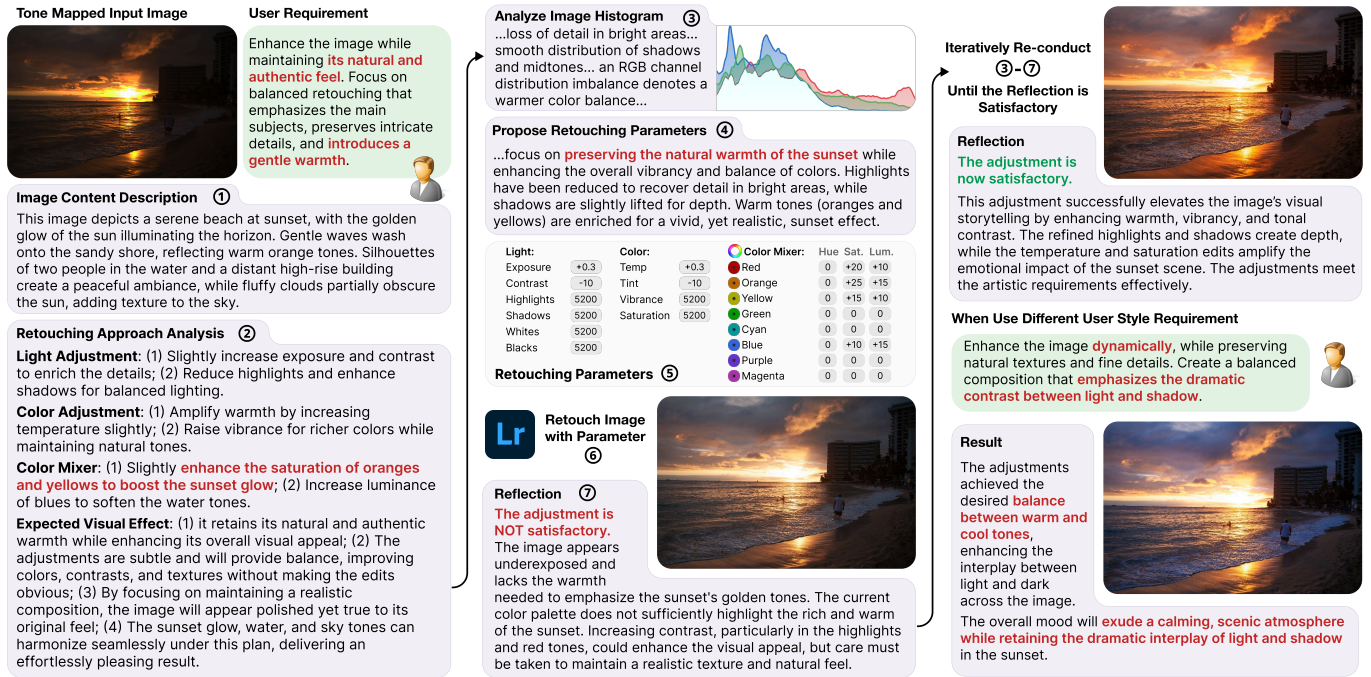 Tone Mapped Input Image
User Requirement
Enhance the image while
maintaining its natural and
authentic feel. Focus on
balanced retouching that
emphasizes the main
subjects, preserves intricate
details, and introduces a
gentle warmth.
Image Content Description ①
This image depicts a serene beach at sunset, with the golden
glow of the sun illuminating the horizon. Gentle waves wash
onto the sandy shore, reflecting warm orange tones. Silhouettes
of two people in the water and a distant high-rise building
create a peaceful ambiance, while fluffy clouds partially obscure
the sun, adding texture to the sky.
Retouching Approach Analysis ②
Light Adjustment: (1) Slightly increase exposure and contrast
to enrich the details; (2) Reduce highlights and enhance
shadows for balanced lighting.
Color Adjustment: (1) Amplify warmth by increasing
temperature slightly; (2) Raise vibrance for richer colors while
maintaining natural tones.
Color Mixer: (1) Slightly enhance the saturation of oranges
and yellows to boost the sunset glow; (2) Increase luminance
of blues to soften the water tones.
Expected Visual Effect: (1) it retains its natural and authentic
warmth while enhancing its overall visual appeal; (2) The
adjustments are subtle and will provide balance, improving
colors, contrasts, and textures without making the edits
obvious; (3) By focusing on maintaining a realistic
composition, the image will appear polished yet true to its
original feel; (4) The sunset glow, water, and sky tones can
harmonize seamlessly under this plan, delivering an
effortlessly pleasing result.
Analyze Image Histogram ③
...loss of detail in bright areas...
smooth distribution of shadows
and midtones... an RGB channel
distribution imbalance denotes a
warmer color balance...
Propose Retouching Parameters ④
...focus on preserving the natural warmth of the sunset while
enhancing the overall vibrancy and balance of colors. Highlights
have been reduced to recover detail in bright areas, while
shadows are slightly lifted for depth. Warm tones (oranges and
yellows) are enriched for a vivid, yet realistic, sunset effect.
Light: Color: Color Mixer: Hue Sat. Lum.
Exposure +0.3 Temp +0.3 Red 0 +20 +10
Contrast -10 Tint -10 Orange 0 +25 +15
Highlights 5200 Vibrance 5200 Yellow 0 +15 +10
Shadows 5200 Saturation 5200 Green 0 0 0
Whites 5200 Cyan 0 0 0
Blacks 5200 Blue 0 +10 +15
Purple 0 0 0
Retouching Parameters ⑤ Magenta 0 0 0
Lr
Retouch Image
with Parameter
⑥
Reflection ⑦
The adjustment is
NOT satisfactory.
The image appears
underexposed and
lacks the warmth
needed to emphasize the sunset's golden tones. The current
color palette does not sufficiently highlight the rich and warm
of the sunset. Increasing contrast, particularly in the highlights
and red tones, could enhance the visual appeal, but care must
be taken to maintain a realistic texture and natural feel.
Iteratively Re-conduct
③-⑦
Until the Reflection is
Satisfactory
Reflection
The adjustment is
now satisfactory.
This adjustment successfully elevates the image's visual
storytelling by enhancing warmth, vibrancy, and tonal
contrast. The refined highlights and shadows create depth,
while the temperature and saturation edits amplify the
emotional impact of the sunset scene. The adjustments meet
the artistic requirements effectively.
When Use Different User Style Requirement
Enhance the image dynamically, while preserving
natural textures and fine details. Create a balanced
composition that emphasizes the dramatic
contrast between light and shadow.
Result
The adjustments
achieved the
desired balance
between warm and
cool tones,
enhancing the
interplay between
light and dark
across the image.
The overall mood will exude a calming, scenic atmosphere
while retaining the dramatic interplay of light and shadow
in the sunset.